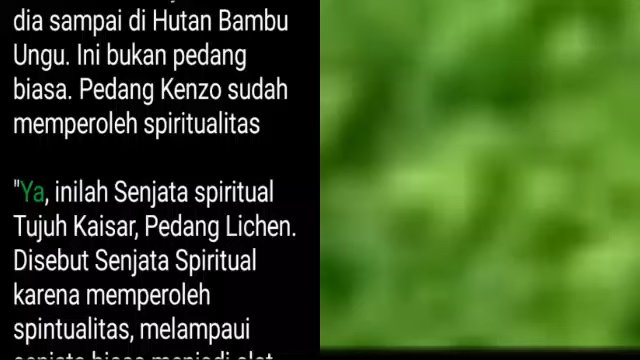 dia sampai di Hutan Bambu
Ungu. Ini bukan pedang
biasa. Pedang Kenzo sudah
memperoleh spiritualitas
"Ya, inilah Senjata spiritual
Tujuh Kaisar, Pedang Lichen.
Disebut Senjata Spiritual
karena memperoleh
spintualitas, melampaui